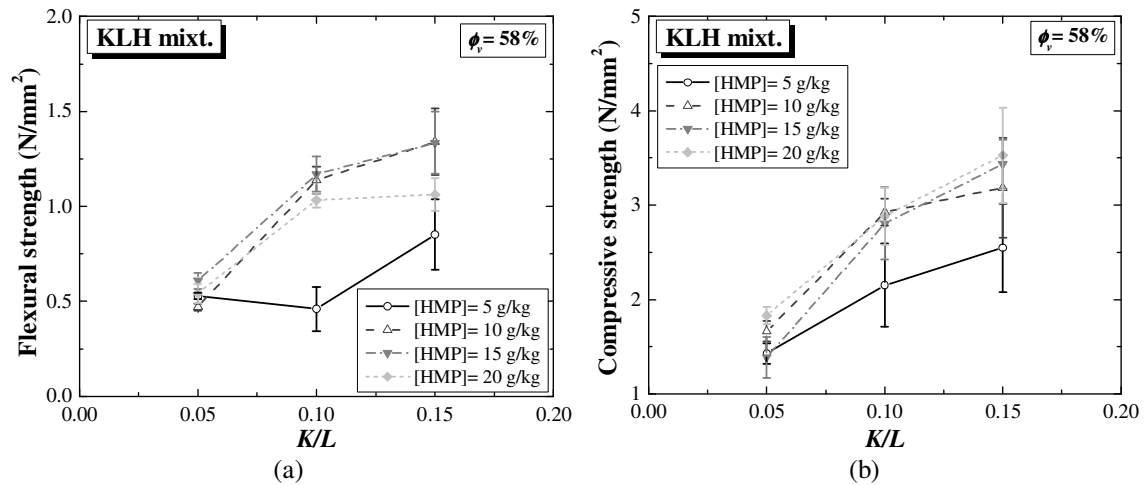 KLH mixt.
ϕv = 58%
Flexural strength (N/mm²)
2.0
1.5
1.0
0.5
0.0
[HMP]= 5 g/kg
[HMP]= 10 g/kg
[HMP]= 15 g/kg
[HMP]= 20 g/kg
0.00 0.05 0.10 0.15 0.20
K/L
(a)
KLH mixt.
ϕv = 58%
[HMP]= 5 g/kg
[HMP]= 10 g/kg
[HMP]= 15 g/kg
[HMP]= 20 g/kg
Compressive strength (N/mm²)
5
4
3
2
1
0.00 0.05 0.10 0.15 0.20
K/L
(b)